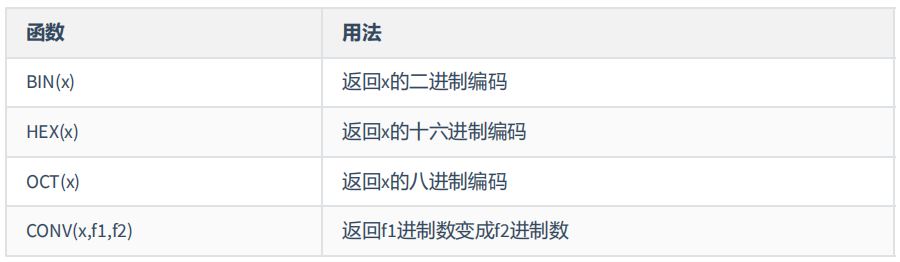 函数 用法
BIN(x) 返回x的二进制编码
HEX(x) 返回x的十六进制编码
OCT(x) 返回x的八进制编码
CONV(x,f1,f2) 返回f1进制数变成f2进制数